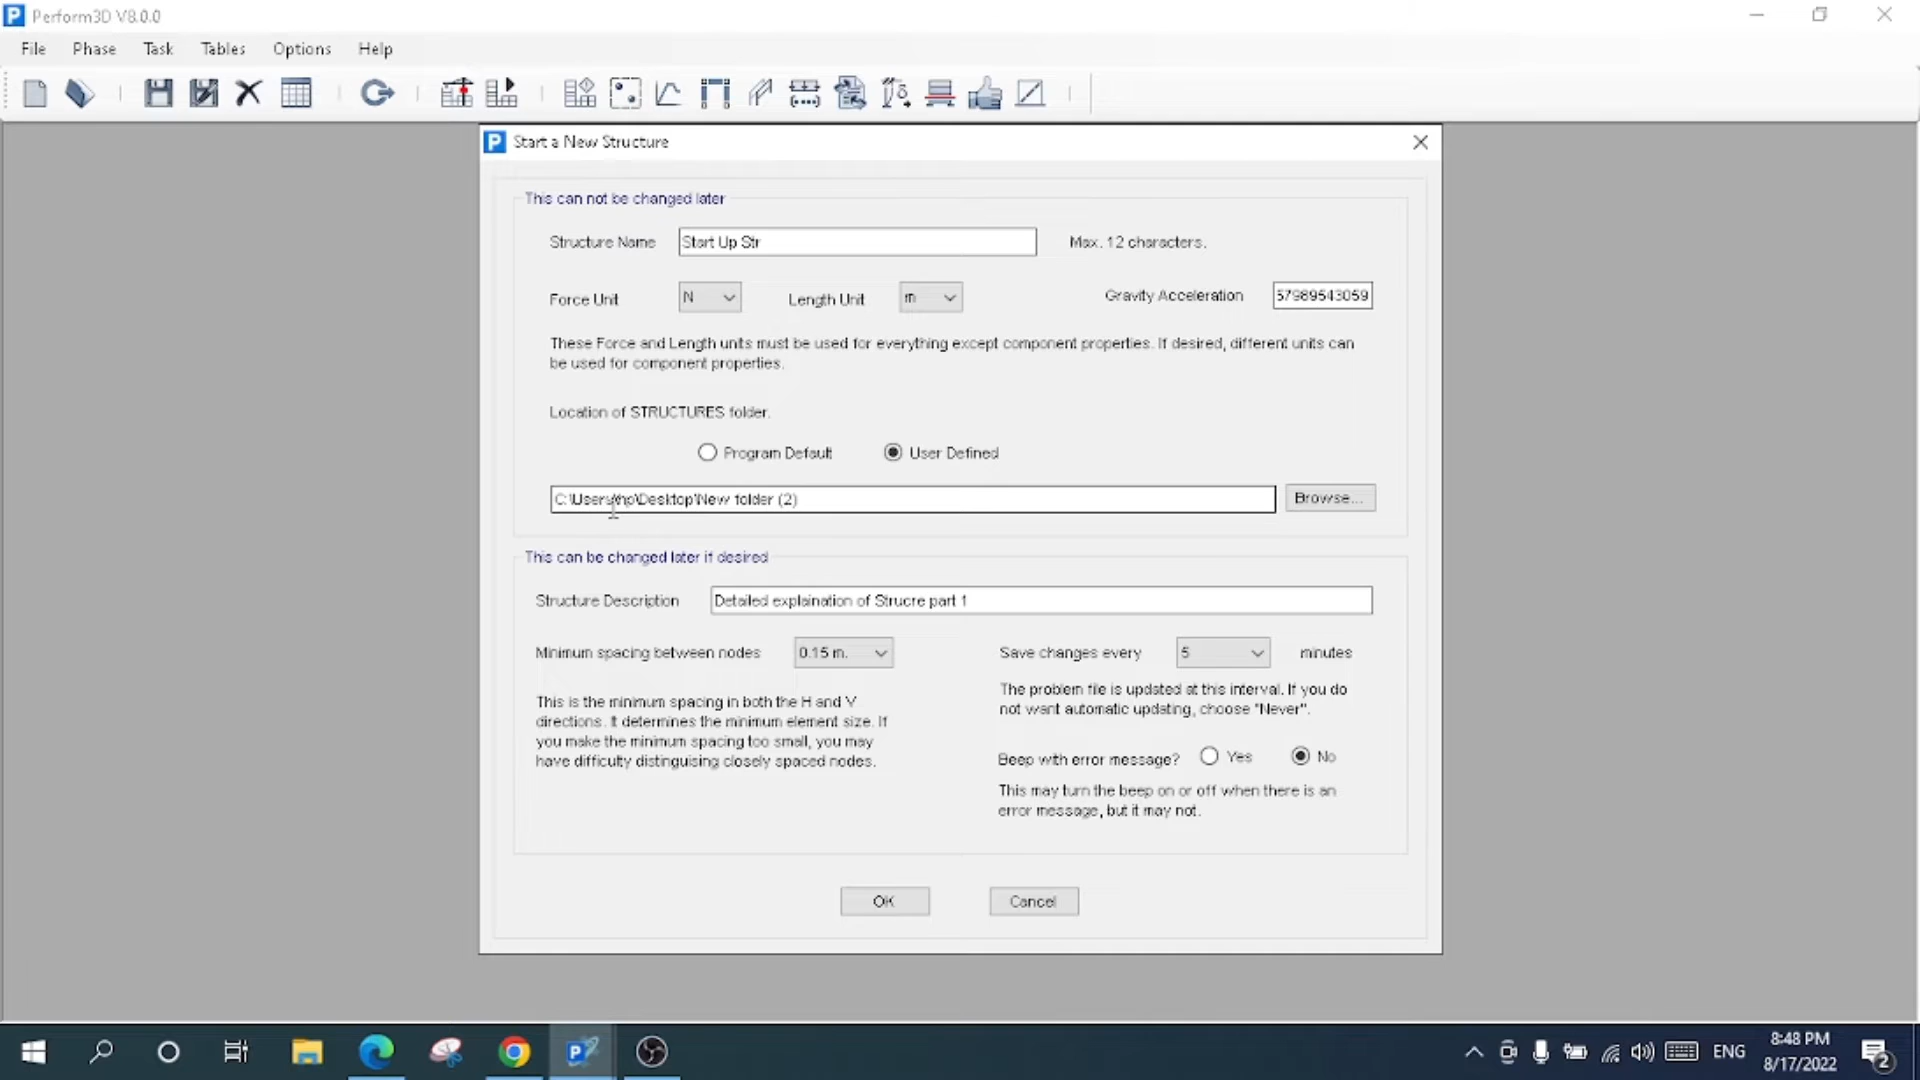 Perform3D V8.0.0
File Phase Task Tables Options Help
Start a New Structure
This can not be changed later
Structure Name Start Up Str Max. 12 characters.
Force Unit N Length Unit m Gravity Acceleration 57989543059
These Force and Length units must be used for everything except component properties. If desired, different units can
be used for component properties.
Location of STRUCTURES folder.
Program Default User Defined
C:\Users\hp\Desktop\New folder (2) Browse...
This can be changed later if desired
Structure Description Detailed explaination of Strucre part 1
Minimum spacing between nodes 0.15 m. Save changes every 5 minutes
This is the minimum spacing in both the H and V
directions. It determines the minimum element size. If
you make the minimum spacing too small, you may
have difficulty distinguising closely spaced nodes.
The problem file is updated at this interval. If you do
not want automatic updating, choose "Never".
Beep with error message? Yes No
This may turn the beep on or off when there is an
error message, but it may not.
OK Cancel
ENG
8:48 PM
8/17/2022
2